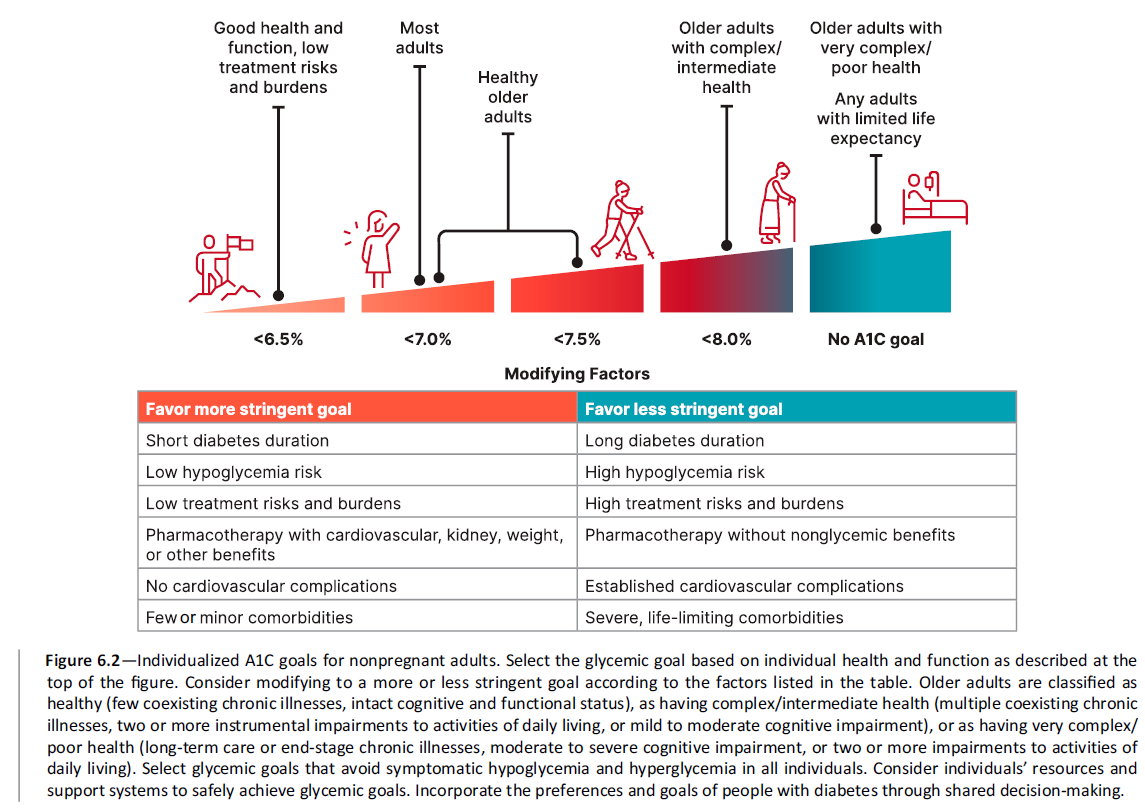 Good health and
function, low
treatment risks
and burdens
Most
adults
Healthy
older
adults
Older adults
with complex/
intermediate
health
Older adults with
very complex/
poor health
Any adults
with limited life
expectancy
<6.5%
<7.0%
<7.5%
<8.0%
No A1C goal
Modifying Factors
Favor more stringent goal
Favor less stringent goal
Short diabetes duration
Long diabetes duration
Low hypoglycemia risk
High hypoglycemia risk
Low treatment risks and burdens
High treatment risks and burdens
Pharmacotherapy with cardiovascular, kidney, weight,
or other benefits
Pharmacotherapy without nonglycemic benefits
No cardiovascular complications
Established cardiovascular complications
Few or minor comorbidities
Severe, life-limiting comorbidities
Figure 6.2—Individualized A1C goals for nonpregnant adults. Select the glycemic goal based on individual health and function as described at the
top of the figure. Consider modifying to a more or less stringent goal according to the factors listed in the table. Older adults are classified as
healthy (few coexisting chronic illnesses, intact cognitive and functional status), as having complex/intermediate health (multiple coexisting chronic
illnesses, two or more instrumental impairments to activities of daily living, or mild to moderate cognitive impairment), or as having very complex/
poor health (long-term care or end-stage chronic illnesses, moderate to severe cognitive impairment, or two or more impairments to activities of
daily living). Select glycemic goals that avoid symptomatic hypoglycemia and hyperglycemia in all individuals. Consider individuals’ resources and
support systems to safely achieve glycemic goals. Incorporate the preferences and goals of people with diabetes through shared decision-making.